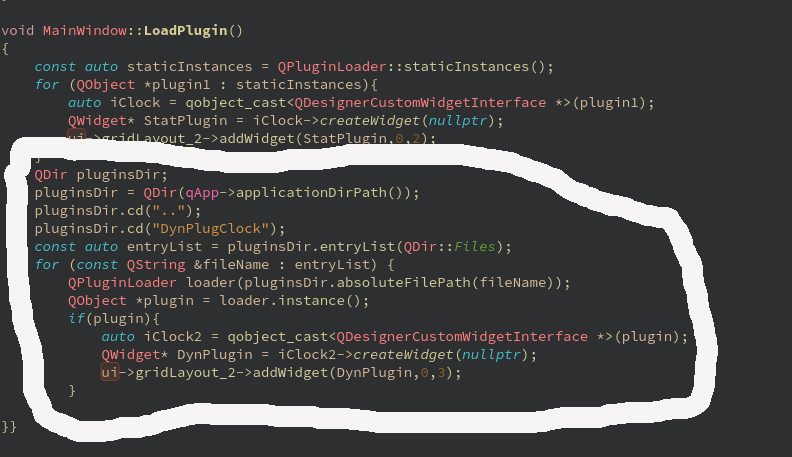 void MainWindow::LoadPlugin()
{
    const auto staticInstances = QPluginLoader::staticInstances();
    for (QObject *plugin1 : staticInstances){
        auto iClock = qobject_cast<QDesignerCustomWidgetInterface *>(plugin1);
        QWidget* StatPlugin = iClock->createWidget(nullptr);
        ui->gridLayout_2->addWidget(StatPlugin,0,2);
    }
    QDir pluginsDir;
    pluginsDir = QDir(qApp->applicationDirPath());
    pluginsDir.cd("..");
    pluginsDir.cd("DynPlugClock");
    const auto entryList = pluginsDir.entryList(QDir::Files);
    for (const QString &fileName : entryList) {
        QPluginLoader loader(pluginsDir.absoluteFilePath(fileName));
        QObject *plugin = loader.instance();
        if(plugin){
            auto iClock2 = qobject_cast<QDesignerCustomWidgetInterface *>(plugin);
            QWidget* DynPlugin = iClock2->createWidget(nullptr);
            ui->gridLayout_2->addWidget(DynPlugin,0,3);
        }
}}